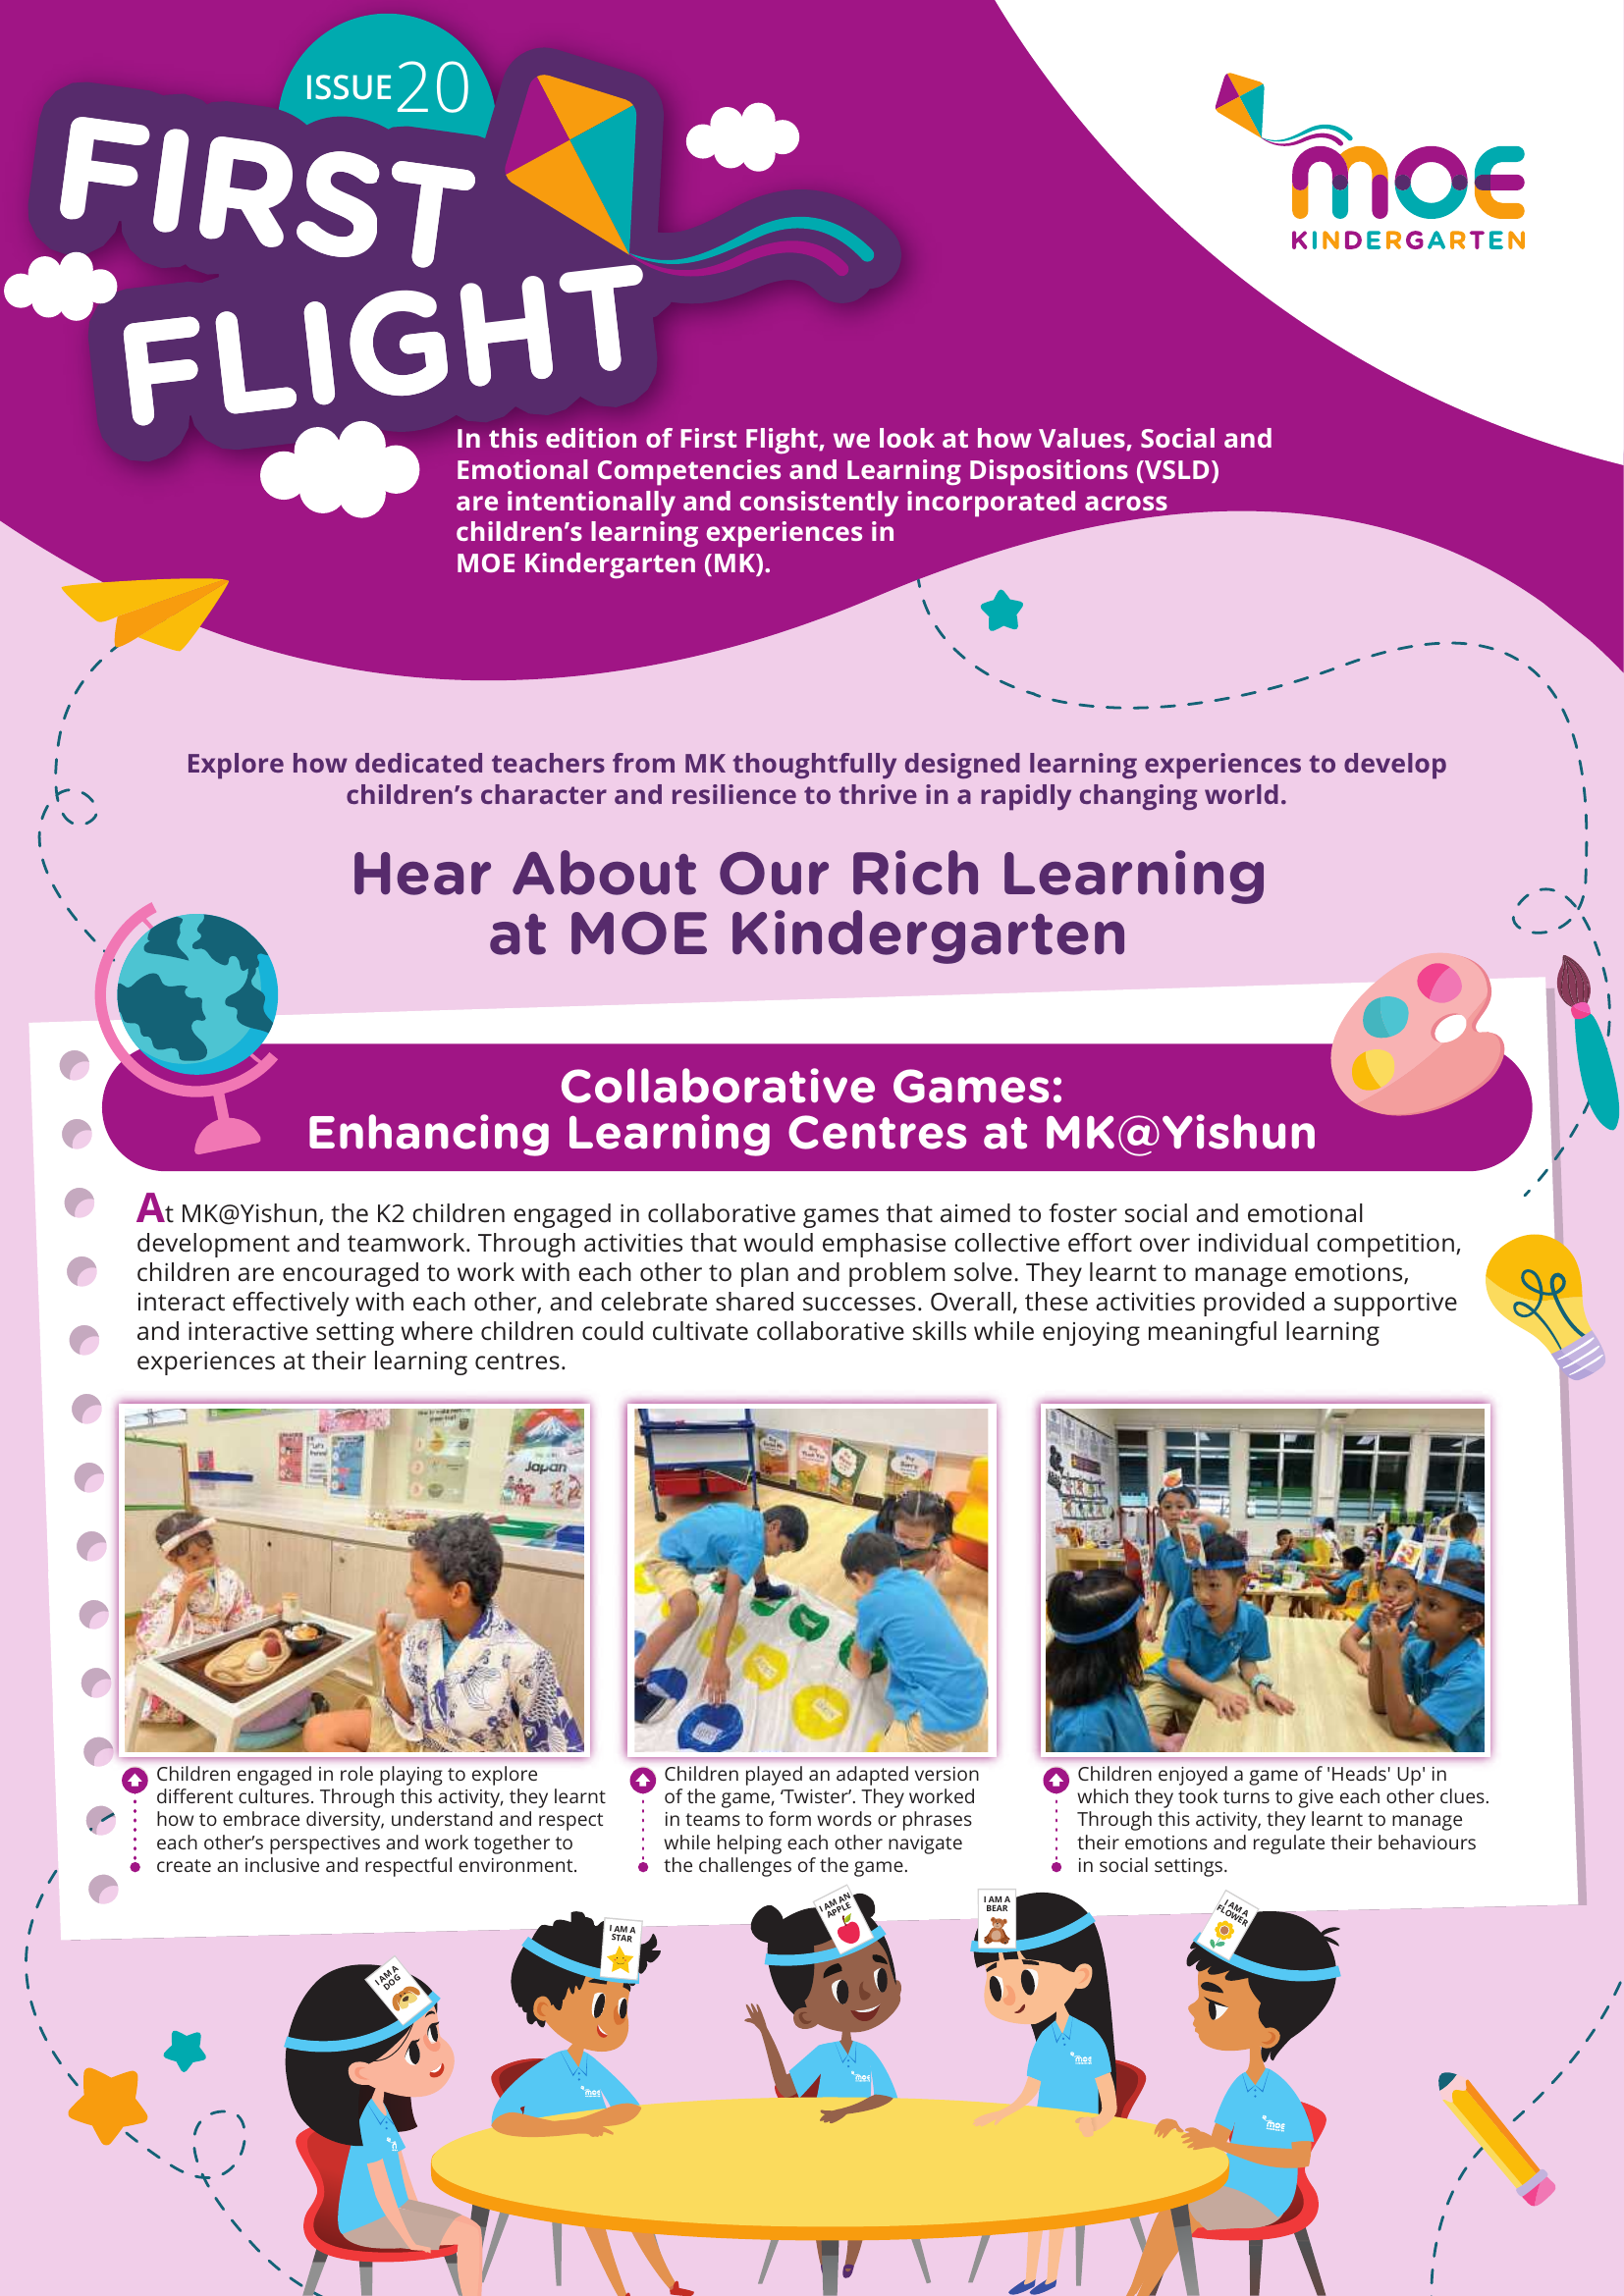 ISSUE 20
FIRST
FLIGHT
moe
KINDERGARTEN
In this edition of First Flight, we look at how Values, Social and
Emotional Competencies and Learning Dispositions (VSLD)
are intentionally and consistently incorporated across
children's learning experiences in
MOE Kindergarten (MK).
Explore how dedicated teachers from MK thoughtfully designed learning experiences to develop
children's character and resilience to thrive in a rapidly changing world.
Hear About Our Rich Learning
at MOE Kindergarten
Collaborative Games:
Enhancing Learning Centres at MK@Yishun
At MK@Yishun, the K2 children engaged in collaborative games that aimed to foster social and emotional
development and teamwork. Through activities that would emphasise collective effort over individual competition,
children are encouraged to work with each other to plan and problem solve. They learnt to manage emotions,
interact effectively with each other, and celebrate shared successes. Overall, these activities provided a supportive
and interactive setting where children could cultivate collaborative skills while enjoying meaningful learning
experiences at their learning centres.
Japan
Children engaged in role playing to explore
different cultures. Through this activity, they learnt
how to embrace diversity, understand and respect
each other's perspectives and work together to
create an inclusive and respectful environment.
Children played an adapted version
of the game, 'Twister'. They worked
in teams to form words or phrases
while helping each other navigate
the challenges of the game.
Children enjoyed a game of 'Heads' Up' in
which they took turns to give each other clues.
Through this activity, they learnt to manage
their emotions and regulate their behaviours
in social settings.
I AM A
DOG
I AM A
STAR
I AM AN
APPLE
I AM A
BEAR
I AM A
FLOWER
moe
moe
moe
moe